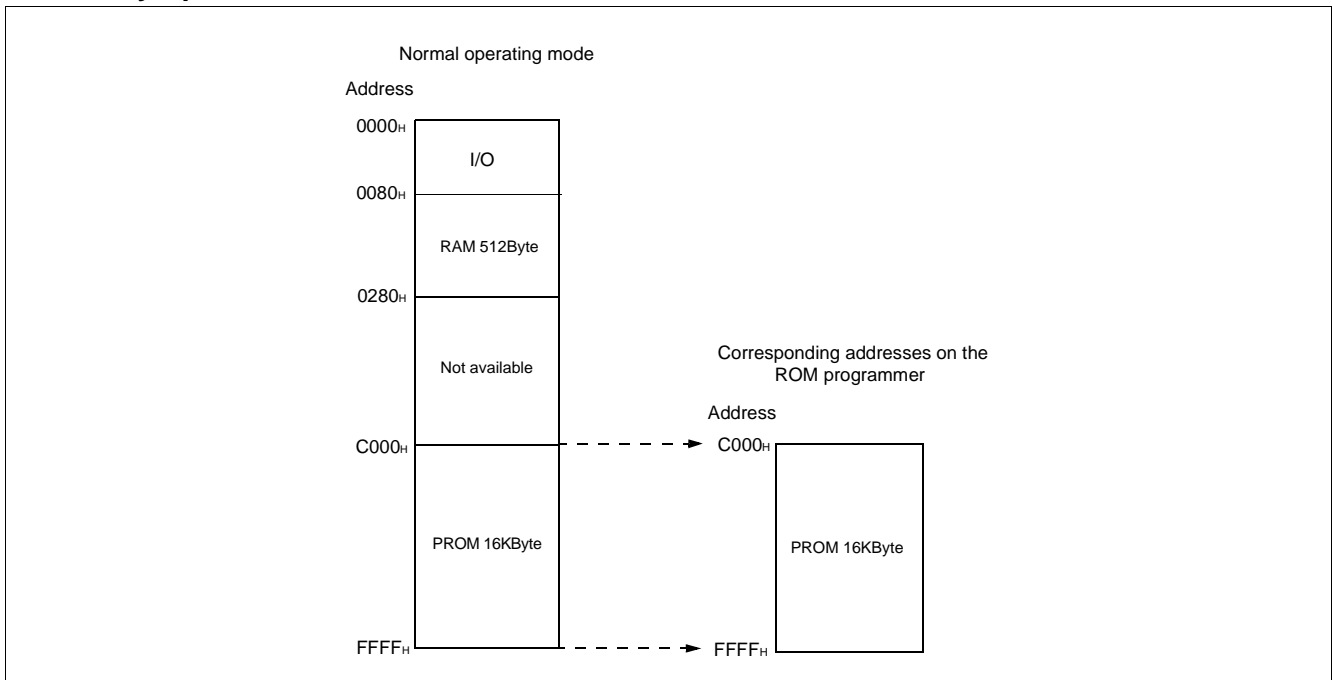 Normal operating mode
Address
0000H
I/O
0080H
RAM 512Byte
0280H
Not available
Corresponding addresses on the
ROM programmer
Address
C000H
C000H
PROM 16KByte
PROM 16KByte
FFFFH
FFFFH